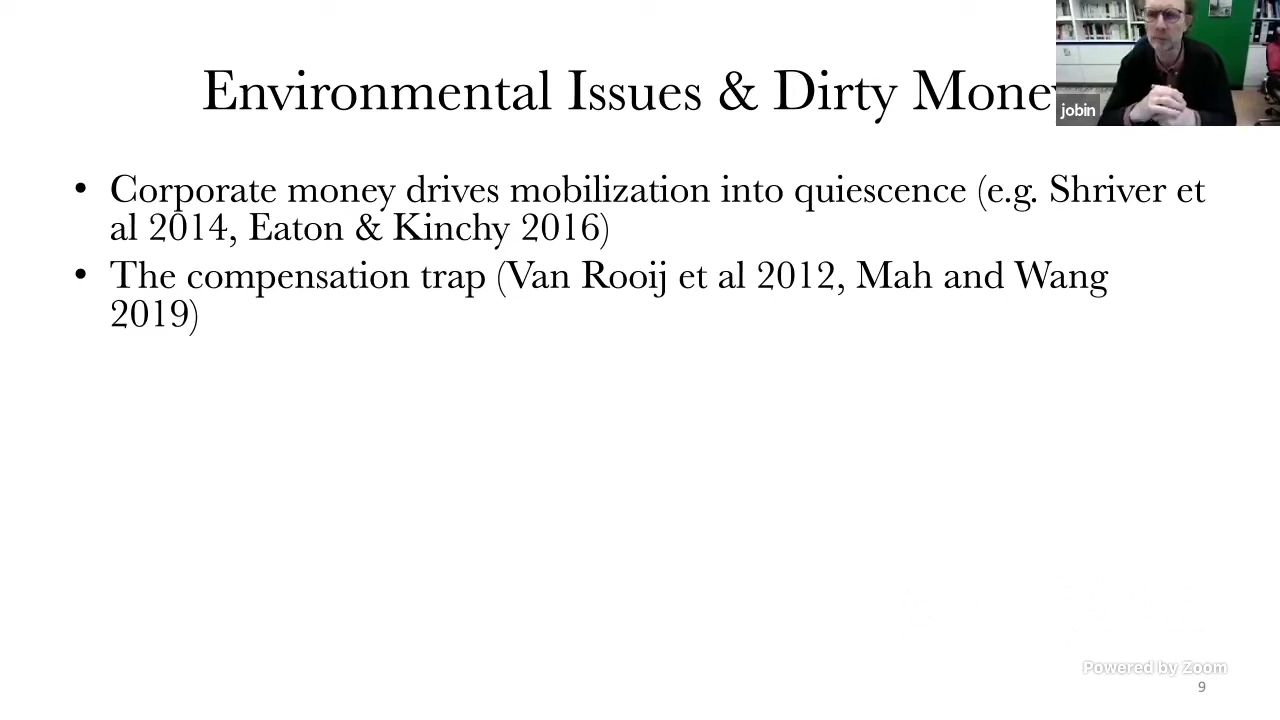 Environmental Issues & Dirty Money
jobin
• Corporate money drives mobilization into quiescence (e.g. Shriver et
al 2014, Eaton & Kinchy 2016)
• The compensation trap (Van Rooij et al 2012, Mah and Wang
2019)
Powered by Zoom
9